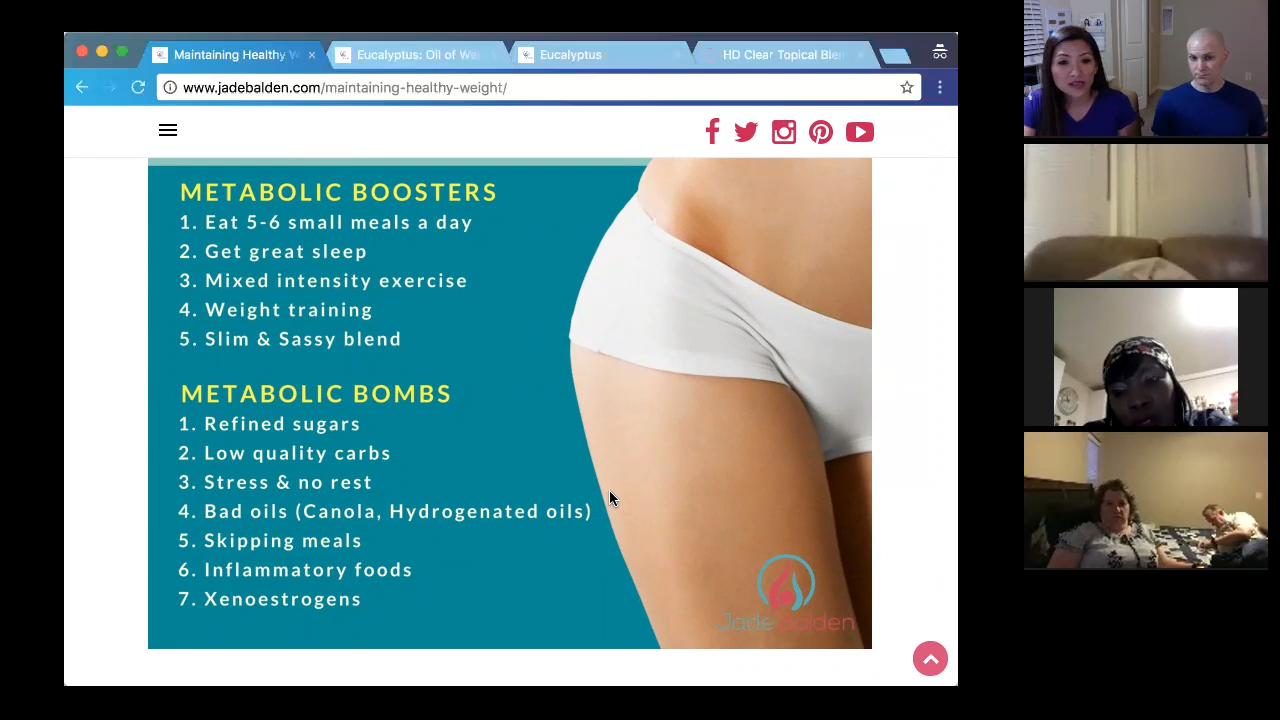 Maintaining Healthy W
Eucalyptus: Oil of We
Eucalyptus
HD Clear Topical Blen
www.jadebalden.com/maintaining-healthy-weight/
METABOLIC BOOSTERS
1. Eat 5-6 small meals a day
2. Get great sleep
3. Mixed intensity exercise
4. Weight training
5. Slim & Sassy blend
METABOLIC BOMBS
1. Refined sugars
2. Low quality carbs
3. Stress & no rest
4. Bad oils (Canola, Hydrogenated oils)
5. Skipping meals
6. Inflammatory foods
7. Xenoestrogens
Jade Balden